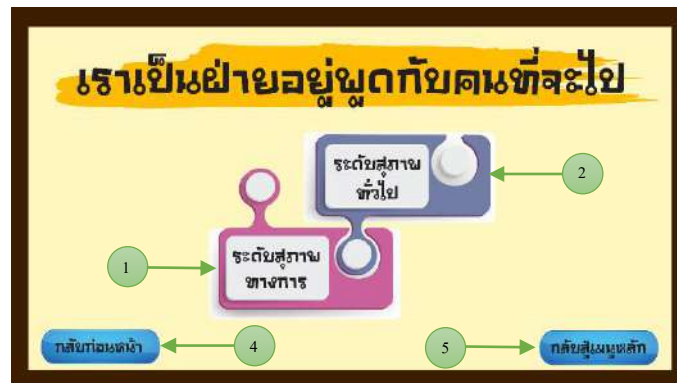 เราเป็นฝ่ายอยู่พูดกับคนที่จะไป
ระดับสุภาพ
ทั่วไป
2
1
ระดับสุภาพ
ทางการ
กลับก่อนหน้า
4
5
กลับสู่เมนูหลัก